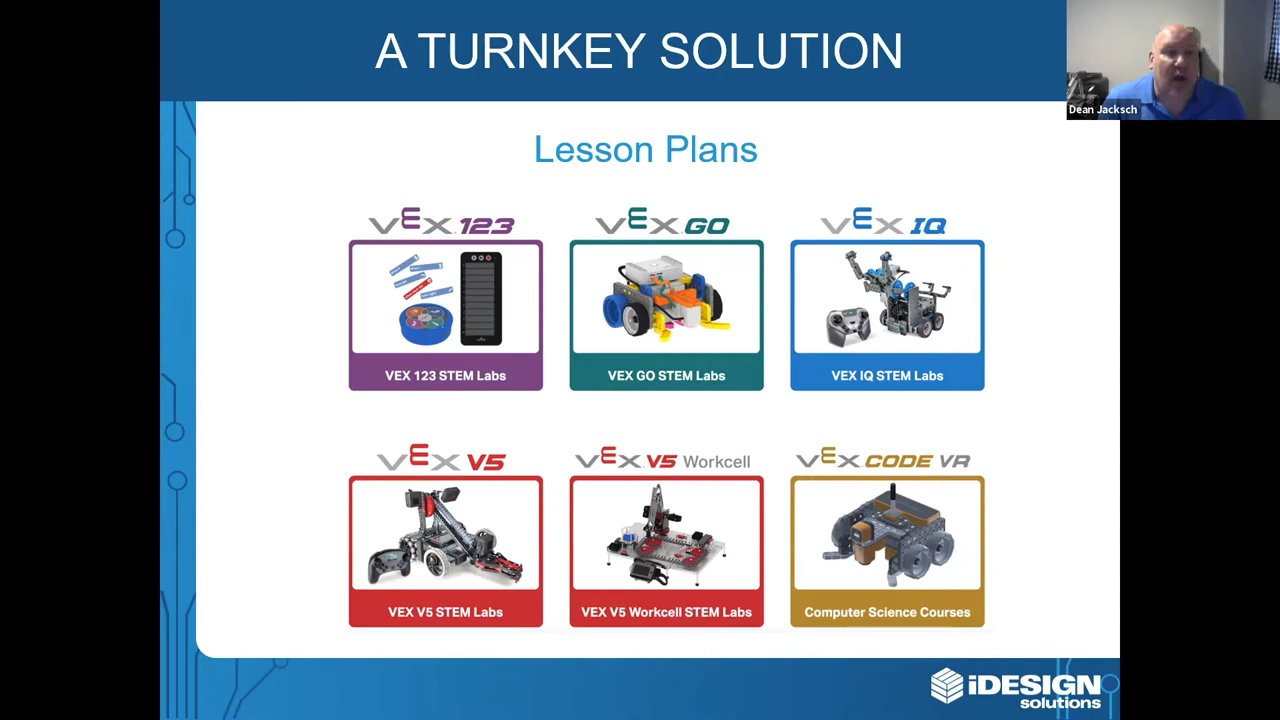 A TURNKEY SOLUTION
Dean Jacksch
Lesson Plans
VEX 123
VEX GO
VEX IQ
VEX 123 STEM Labs
VEX GO STEM Labs
VEX IQ STEM Labs
VEX V5
VEX V5 Workcell
VEX CODE VR
VEX V5 STEM Labs
VEX V5 Workcell STEM Labs
Computer Science Courses
iDESIGN
solutions